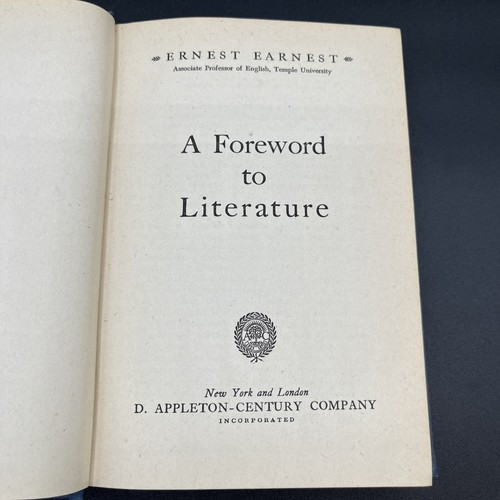 ERNEST EARNEST
Associate Professor of English, Temple University
A Foreword
to
Literature
A C
New York and London
D. APPLETON-CENTURY COMPANY
INCORPORATED